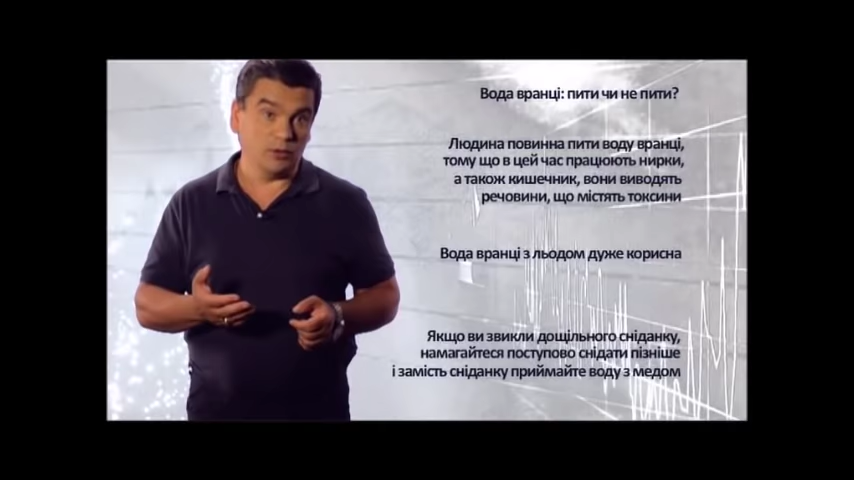 Вода вранці: пити чи не пити?
Людина повинна пити воду вранці,
тому що в цей час працюють нирки,
а також кишечник, вони виводять
речовини, що містять токсини
Вода вранці з льодом дуже корисна
Якщо ви звикли дощільного сніданку,
намагайтеся поступово снідати пізніше
і замість сніданку приймайте воду з медом